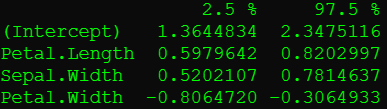 2.5 % 97.5 %
(Intercept) 1.3644834 2.3475116
Petal.Length 0.5979642 0.8202997
Sepal.Width 0.5202107 0.7814637
Petal.Width -0.8064720 -0.3064933